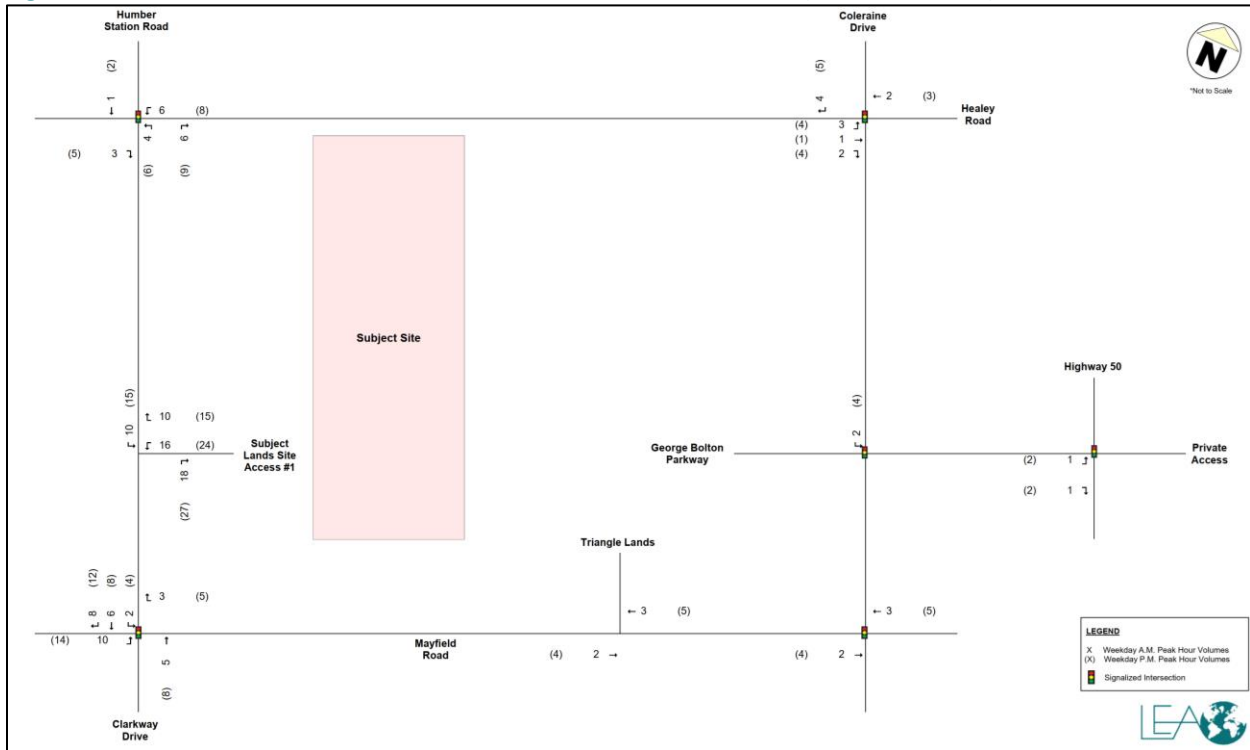 Humber
Station Road
Coleraine
Drive
N
*Not to Scale
(2)
1
6 (8)
4
6
(5) 3
(6)
(9)
(5)
4
2 (3)
Healey
Road
(4) 3
(1) 1
(4) 2
Subject Site
(15)
10
10 (15)
16 (24)
18
(27)
Subject
Lands Site
Access #1
(4)
2
George Bolton
Parkway
Highway 50
Private
Access
(2) 1
(2) 1
Triangle Lands
(12)
(8)
(4)
8
6
2
3 (5)
(14) 10
5
(8)
3 (5)
Mayfield
Road
(4) 2
3 (5)
(4) 2
Clarkway
Drive
LEGEND
X Weekday A.M. Peak Hour Volumes
(X) Weekday P.M. Peak Hour Volumes
Signalized Intersection
LEA